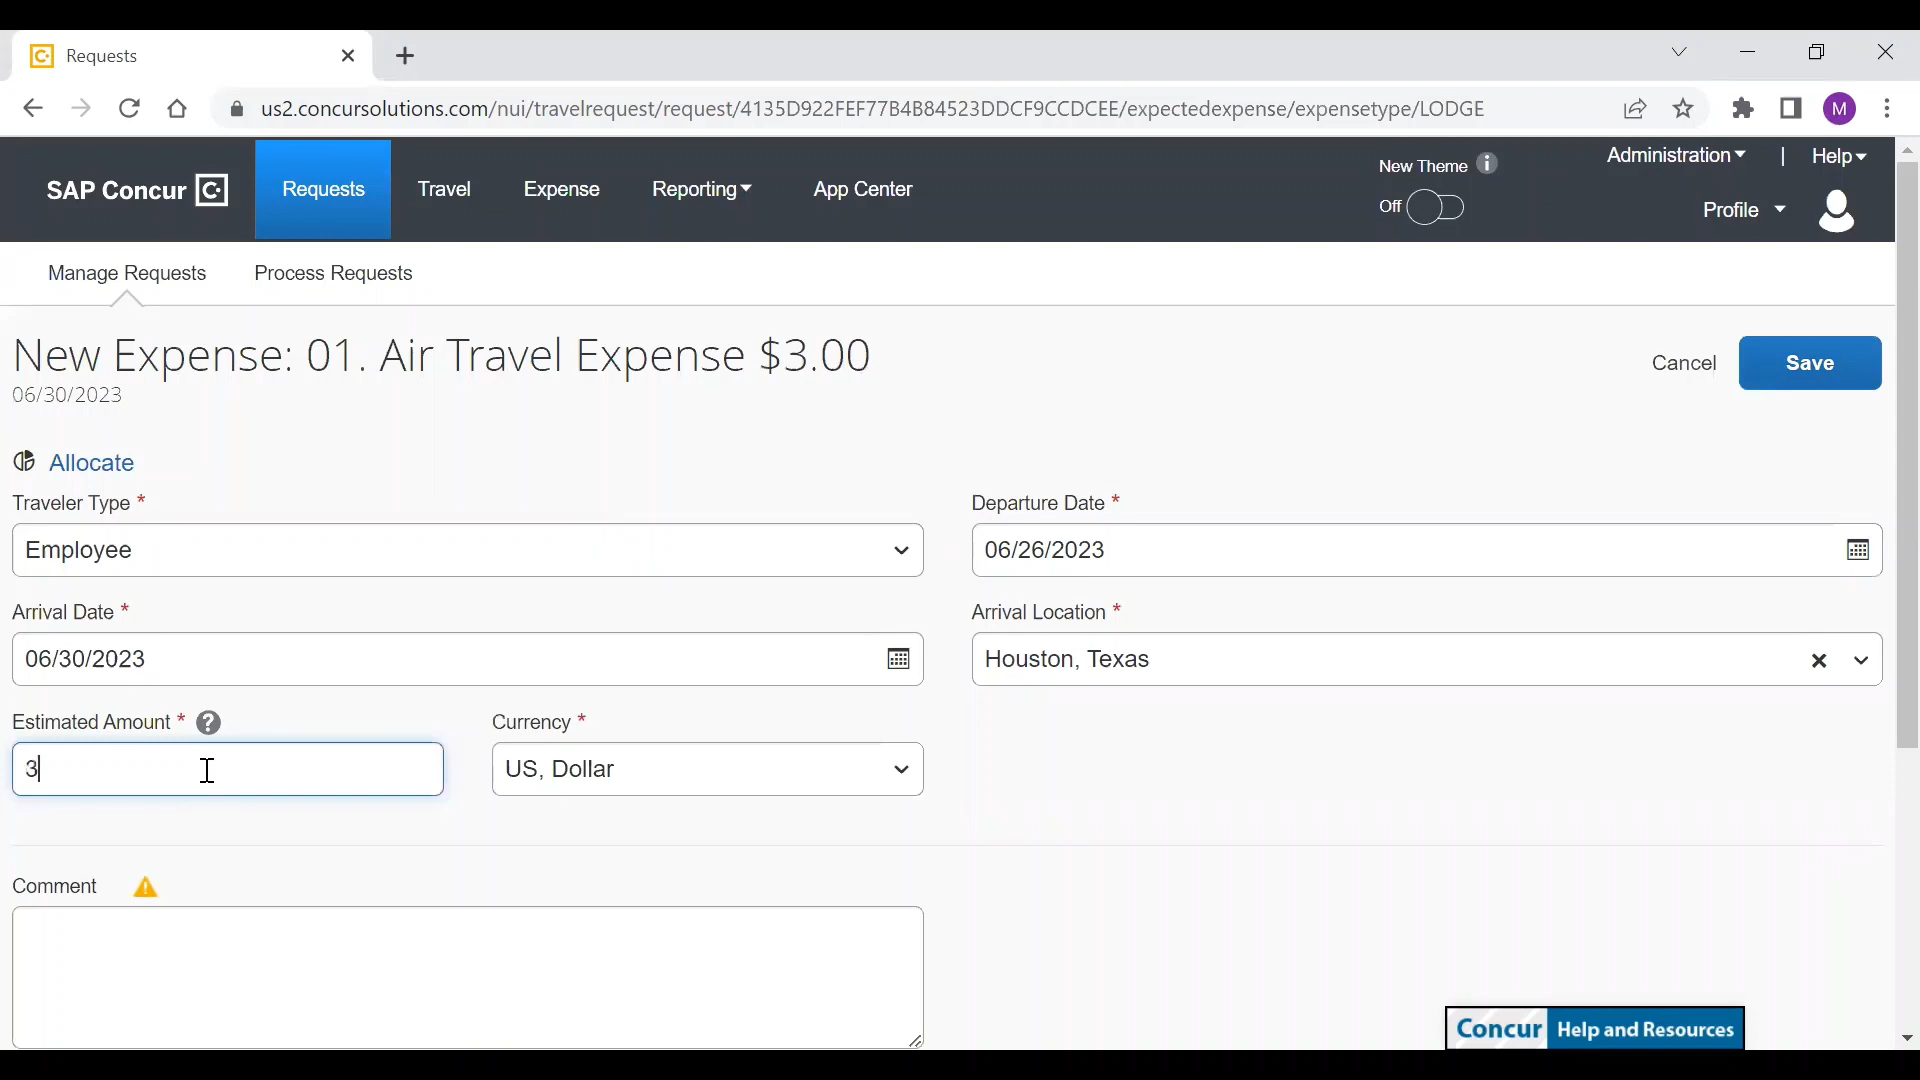 Requests
us2.concursolutions.com/nui/travelrequest/request/4135D922FEF77B4B84523DDCF9CCDCEE/expectedexpense/expensetype/LODGE
M
SAP Concur C
Requests
Travel
Expense
Reporting
App Center
New Theme
Off
Administration
|
Help
Profile
Manage Requests
Process Requests
New Expense: 01. Air Travel Expense $3.00
06/30/2023
Cancel
Save
Allocate
Traveler Type *
Employee
Departure Date *
06/26/2023
Arrival Date *
06/30/2023
Arrival Location *
Houston, Texas
Estimated Amount * ?
3
Currency *
US, Dollar
Comment
Concur Help and Resources